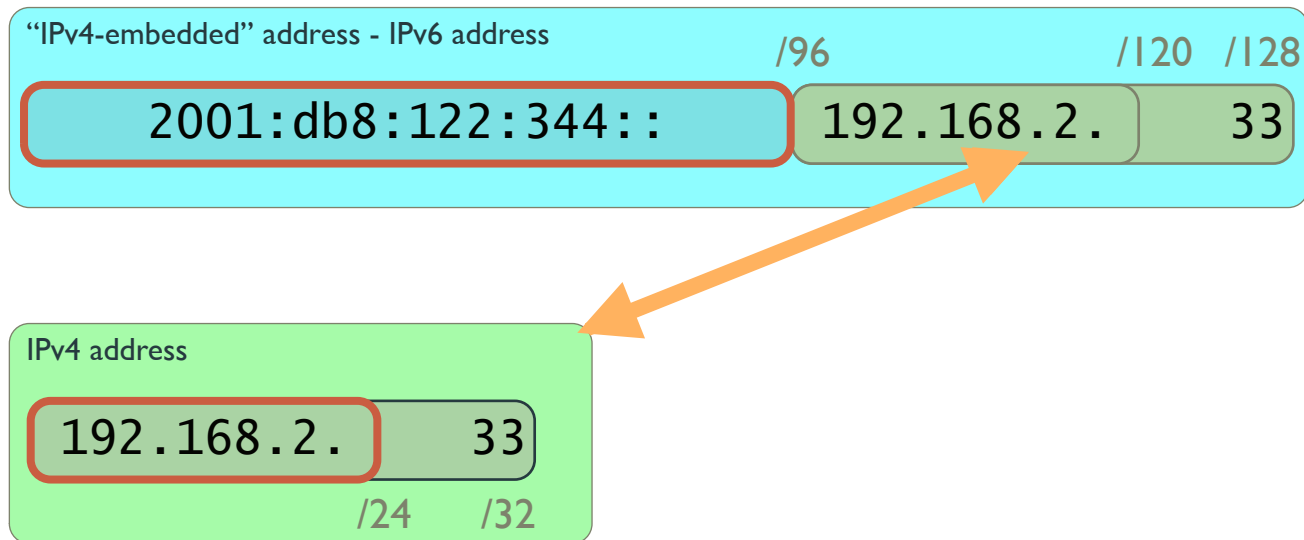 “IPv4-embedded” address - IPv6 address
/96 /120 /128
2001:db8:122:344:: 192.168.2. 33
IPv4 address
192.168.2. 33
/24 /32